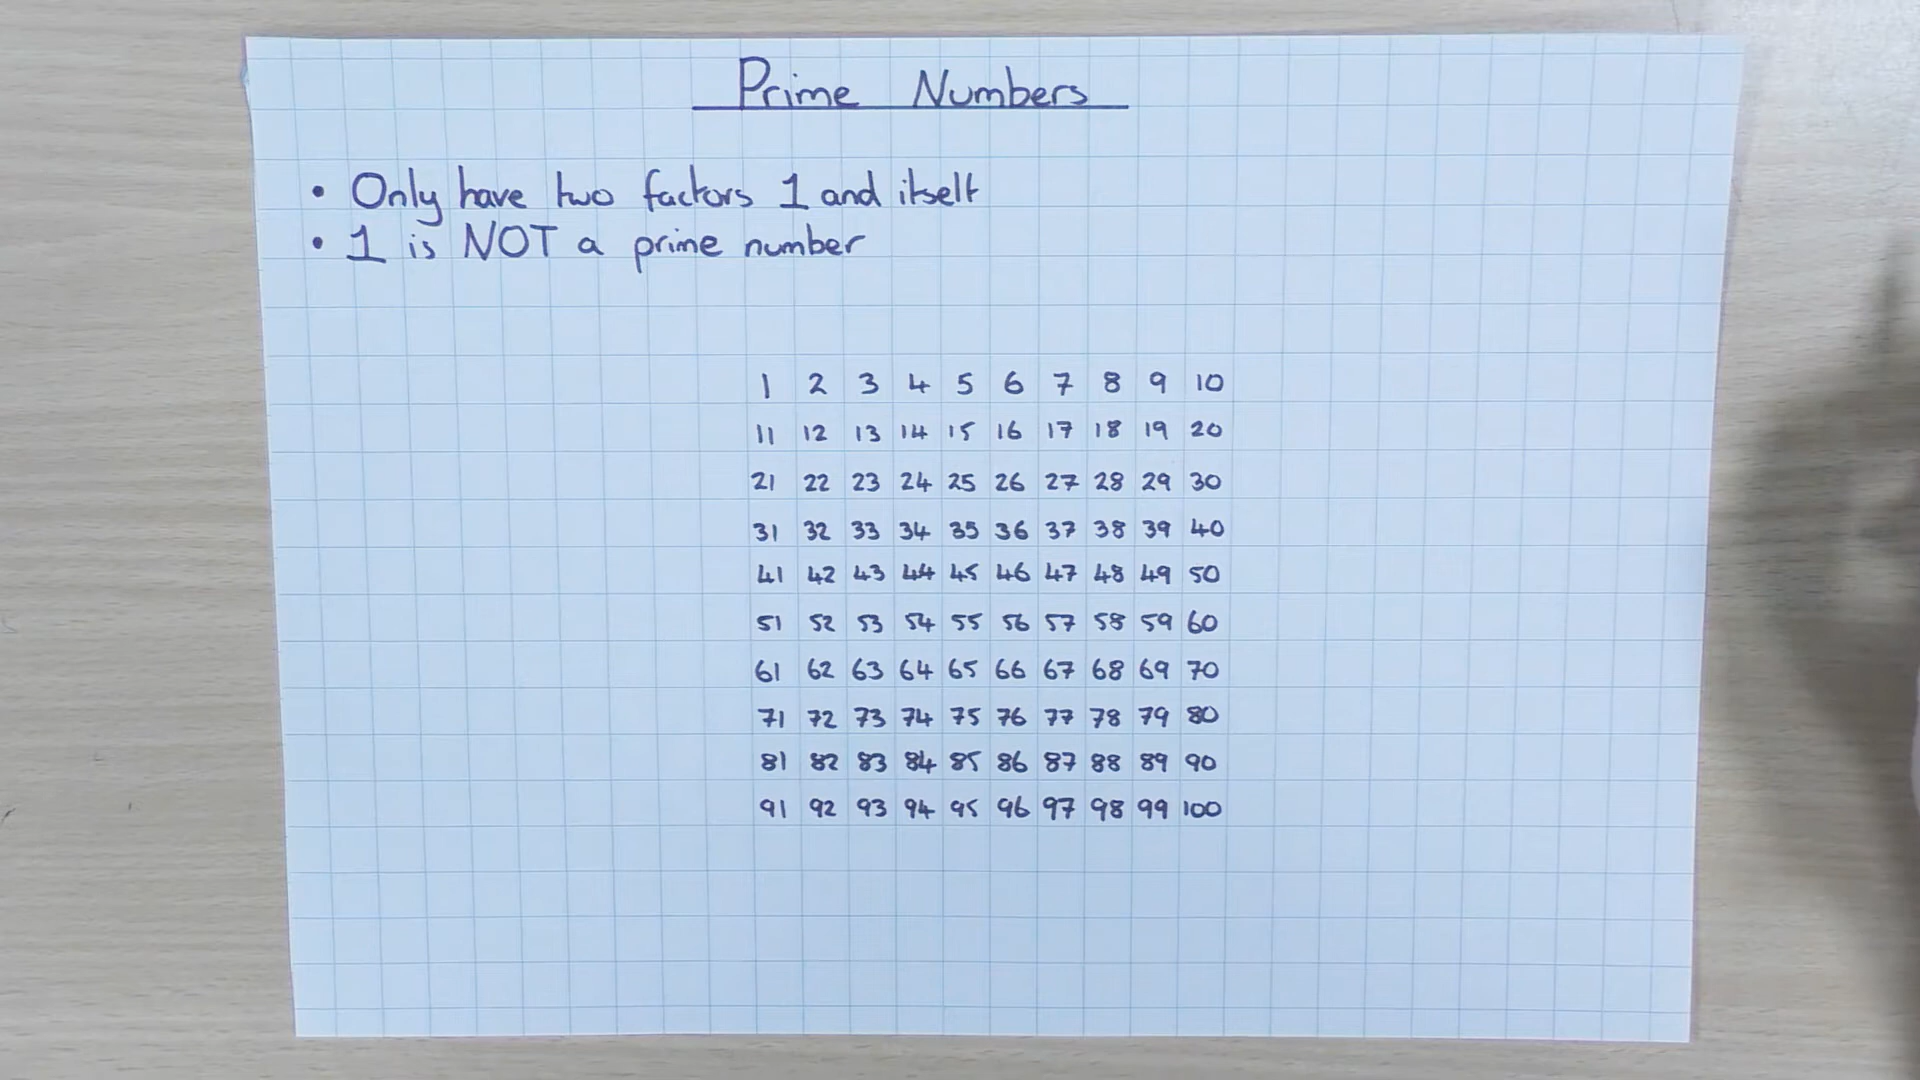 Prime Numbers
• Only have two factors 1 and itself
• 1 is NOT a prime number
1 2 3 4 5 6 7 8 9 10
11 12 13 14 15 16 17 18 19 20
21 22 23 24 25 26 27 28 29 30
31 32 33 34 35 36 37 38 39 40
41 42 43 44 45 46 47 48 49 50
51 52 53 54 55 56 57 58 59 60
61 62 63 64 65 66 67 68 69 70
71 72 73 74 75 76 77 78 79 80
81 82 83 84 85 86 87 88 89 90
91 92 93 94 95 96 97 98 99 100